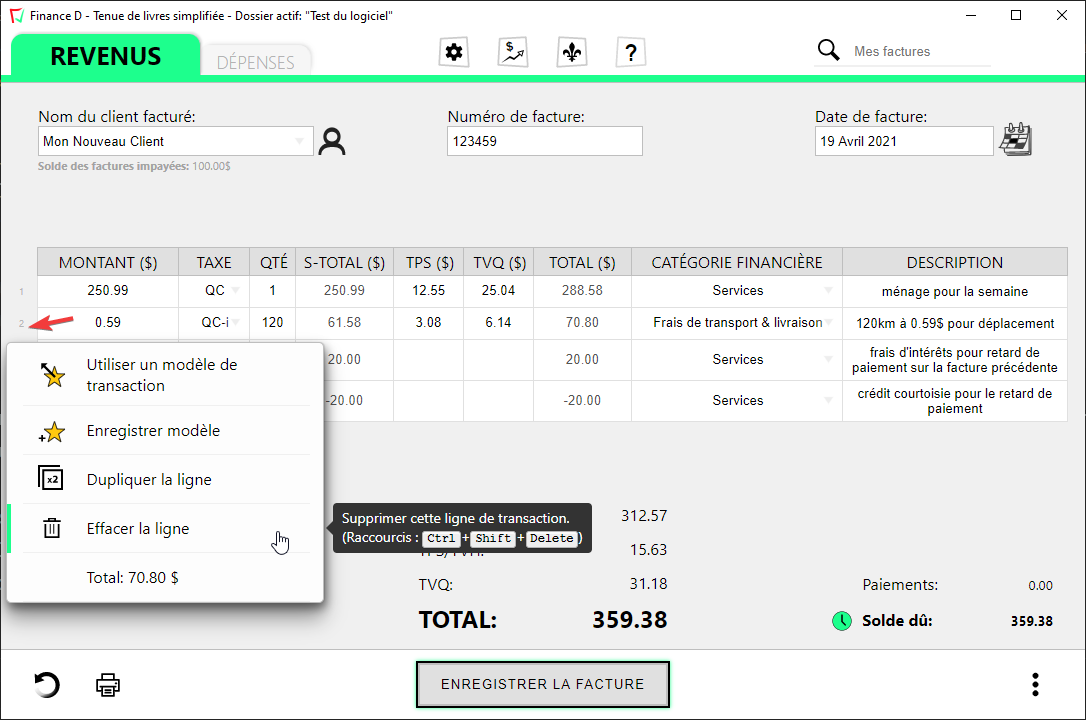 Finance D - Tenue de livres simplifiée - Dossier actif: "Test du logiciel"
REVENUS
DÉPENSES
$
?
Mes factures
Nom du client facturé:
Numéro de facture:
Date de facture:
Mon Nouveau Client
123459
19 Avril 2021
Solde des factures impayées: 100.00$
MONTANT ($) TAXE QTÉ S-TOTAL ($) TPS ($) TVQ ($) TOTAL ($) CATÉGORIE FINANCIÈRE DESCRIPTION
1 250.99 QC 1 250.99 12.55 25.04 288.58 Services ménage pour la semaine
2 0.59 QC-i 120 61.58 3.08 6.14 70.80 Frais de transport & livraison 120km à 0.59$ pour déplacement
20.00 20.00 Services frais d'intérêts pour retard de
paiement sur la facture précédente
-20.00 -20.00 Services crédit courtoisie pour le retard de
paiement
Utiliser un modèle de
transaction
Enregistrer modèle
x2 Dupliquer la ligne
Effacer la ligne
Total: 70.80 $
Supprimer cette ligne de transaction.
(Raccourcis : Ctrl+Shift+Delete)
312.57
15.63
TVQ: 31.18
TOTAL: 359.38
Paiements: 0.00
Solde dû: 359.38
ENREGISTRER LA FACTURE